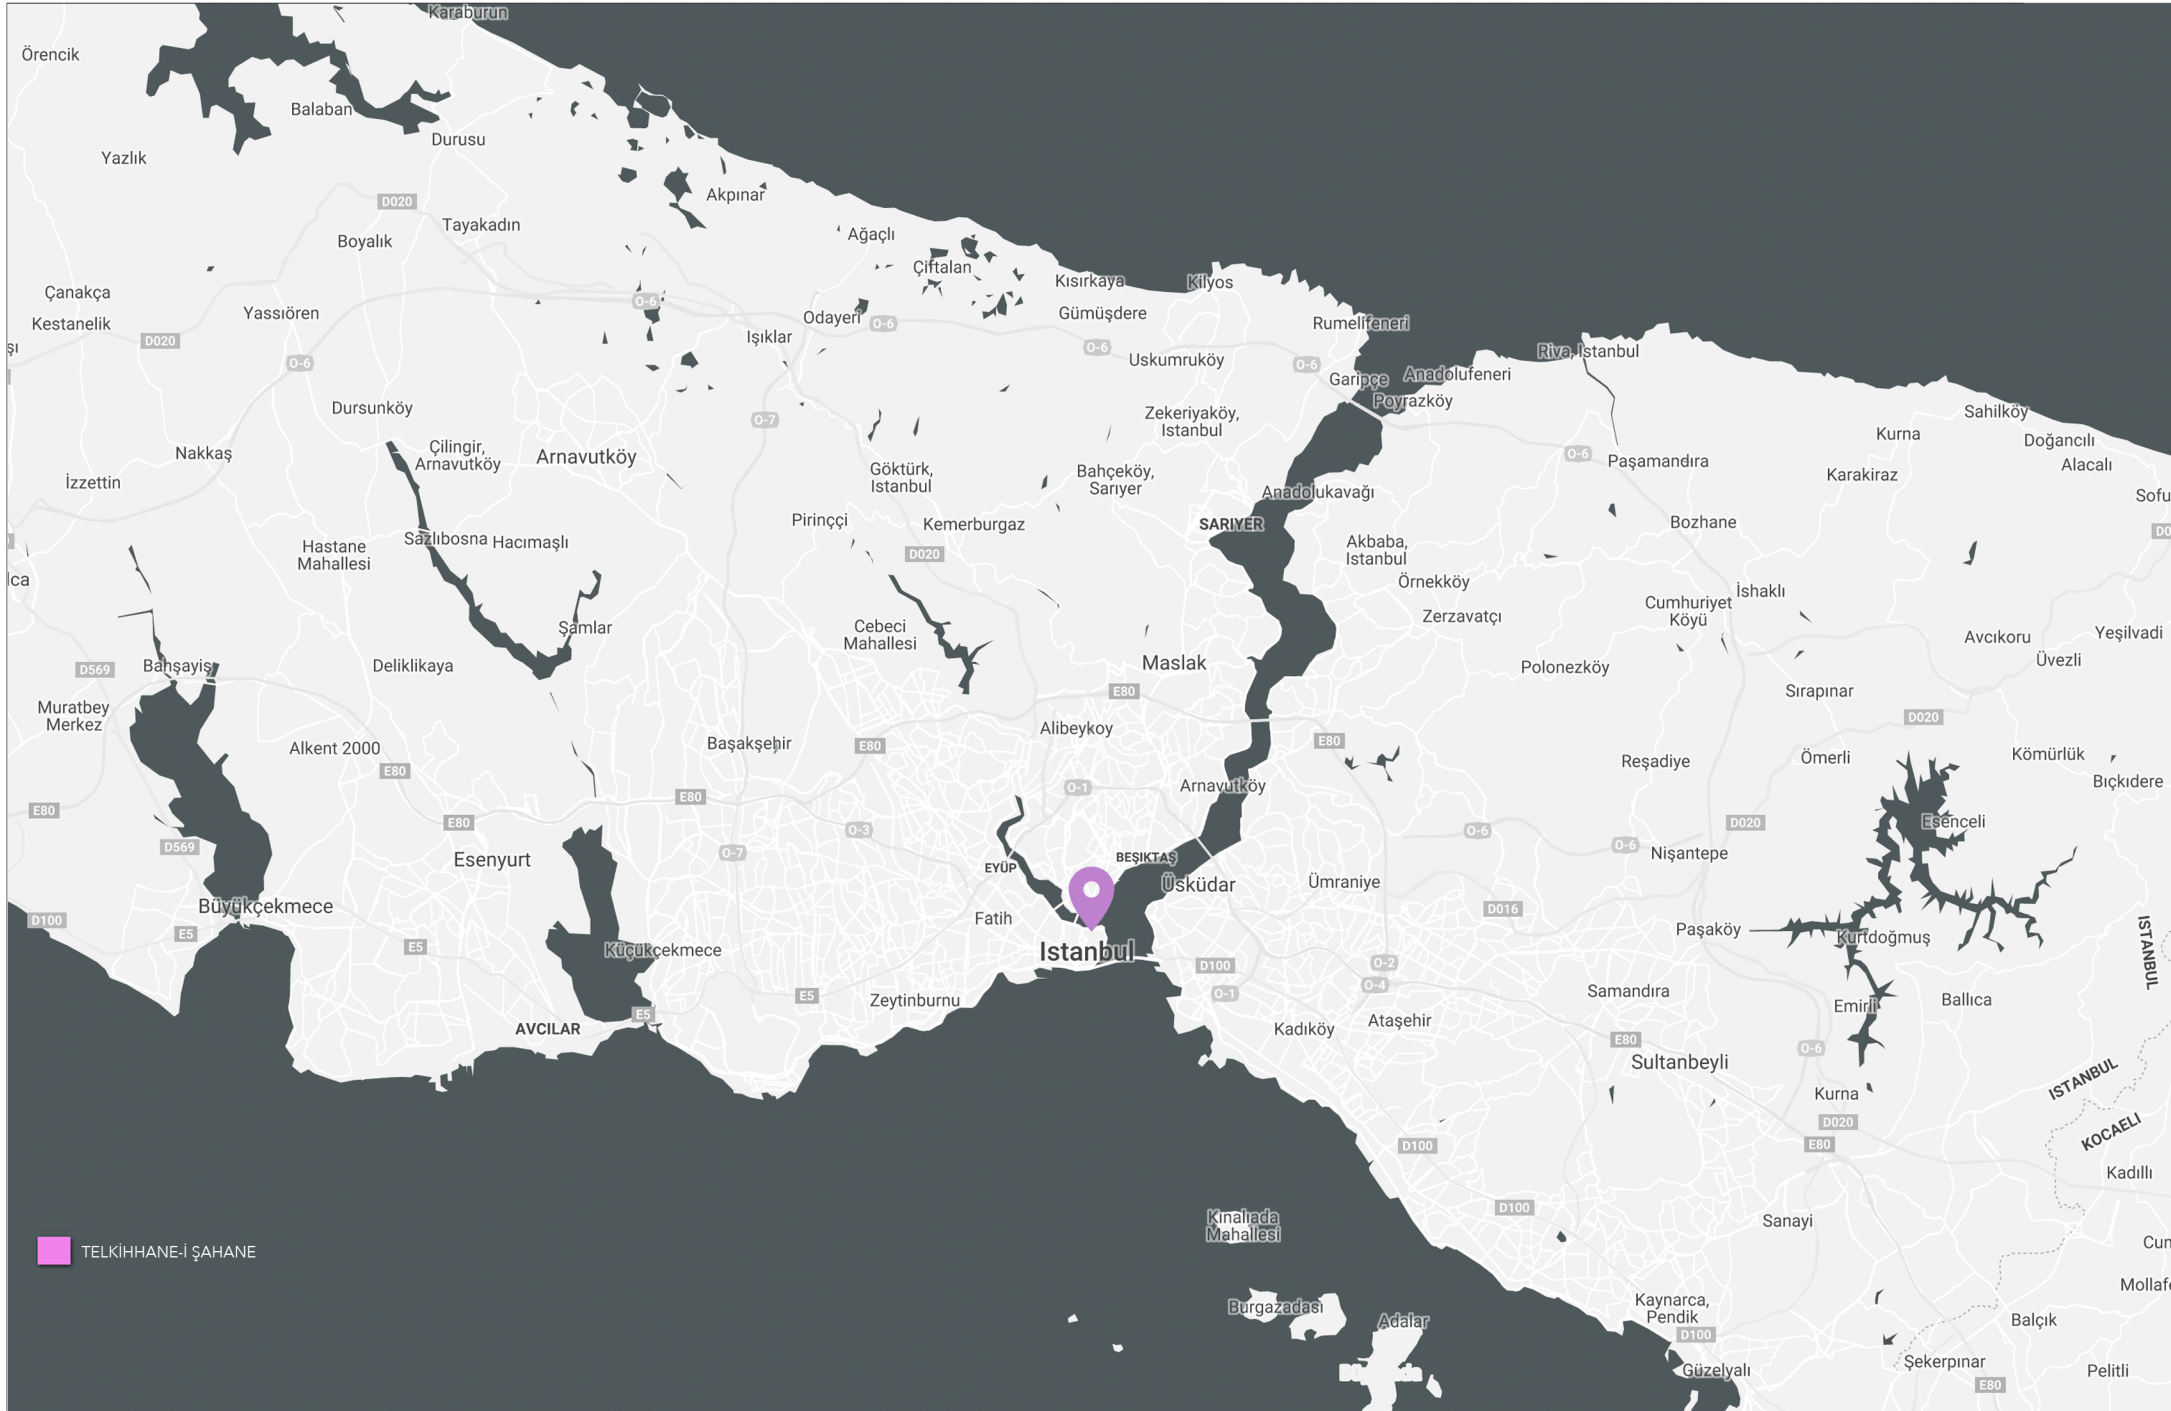 Karaburun
Örencik
Balaban
Durusu
Yazlık
Akpınar
D020
Tayakadın
Boyalık
Ağaçlı
Çiftalan
Kısırkaya
Kilyos
Çanakça
Kestanelik
Yassıören
O-6
Odayeri
O-6
Gümüşdere
Rumelifeneri
şı
D020
Işıklar
O-6
Uskumruköy
Riva, Istanbul
O-6
O-6
Garipçe
Anadolufeneri
Poyrazköy
Dursunköy
O-7
Zekeriyaköy,
Istanbul
Sahilköy
Kurna
Doğancılı
Nakkaş
Çilingir,
Arnavutköy
Arnavutköy
O-6
Paşamandıra
Alacalı
İzzettin
Göktürk,
Istanbul
Bahçeköy,
Sarıyer
Karakiraz
Anadolukavağı
Sofu
Pirinççi
Kemerburgaz
SARIYER
Bozhane
D0
Sazlıbosna
Hacımaşlı
Hastane
Mahallesi
D020
Akbaba,
Istanbul
lca
Örnekköy
İshaklı
Cumhuriyet
Köyü
Zerzavatçı
Şamlar
Cebeci
Mahallesi
Avcıkoru
Yeşilvadi
D569
Bahşayiş
Deliklikaya
Maslak
Polonezköy
Üvezli
E80
Sırapınar
Muratbey
Merkez
D020
Alibeykoy
Alkent 2000
Başakşehir
E80
E80
Reşadiye
Ömerli
Kömürlük
E80
Arnavutköy
O-1
Bıçkıdere
E80
E80
E80
O-3
O-6
D020
Esenceli
D569
Esenyurt
O-7
EYÜP
BEŞIKTAŞ
O-6
Nişantepe
Üsküdar
Ümraniye
Büyükçekmece
D016
D100
Fatih
E5
Paşaköy
Kurtdoğmuş
ISTANBUL
E5
Küçükçekmece
Istanbul
D100
O-2
O-4
E5
Zeytinburnu
O-1
Samandıra
Emirli
Ballıca
E5
AVCILAR
Kadıköy
Ataşehir
E80
O-6
Sultanbeyli
ISTANBUL
Kurna
D020
KOCAELI
D100
E80
Kadıllı
D100
Kınalıada
Mahallesi
Sanayi
Cum
TELKİHHANE-İ ŞAHANE
Mollafe
Burgazadası
Kaynarca,
Pendik
Adalar
D100
Balçık
Güzelyalı
Şekerpınar
Pelitli
E80